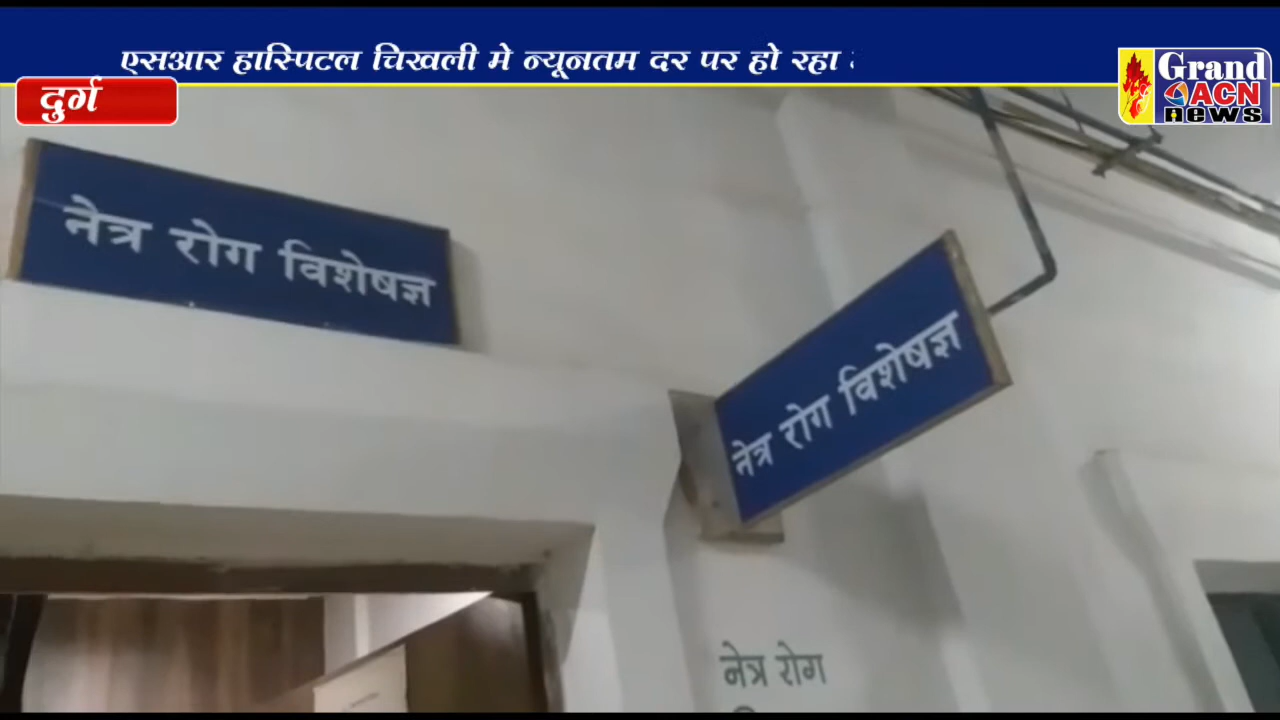 एसआर हास्पिटल चिखली मे न्यूनतम दर पर हो रहा
दुर्ग
Grand
ACN
news
नेत्र रोग विशेषज्ञ
नेत्र रोग विशेषज्ञ
नेत्र रोग